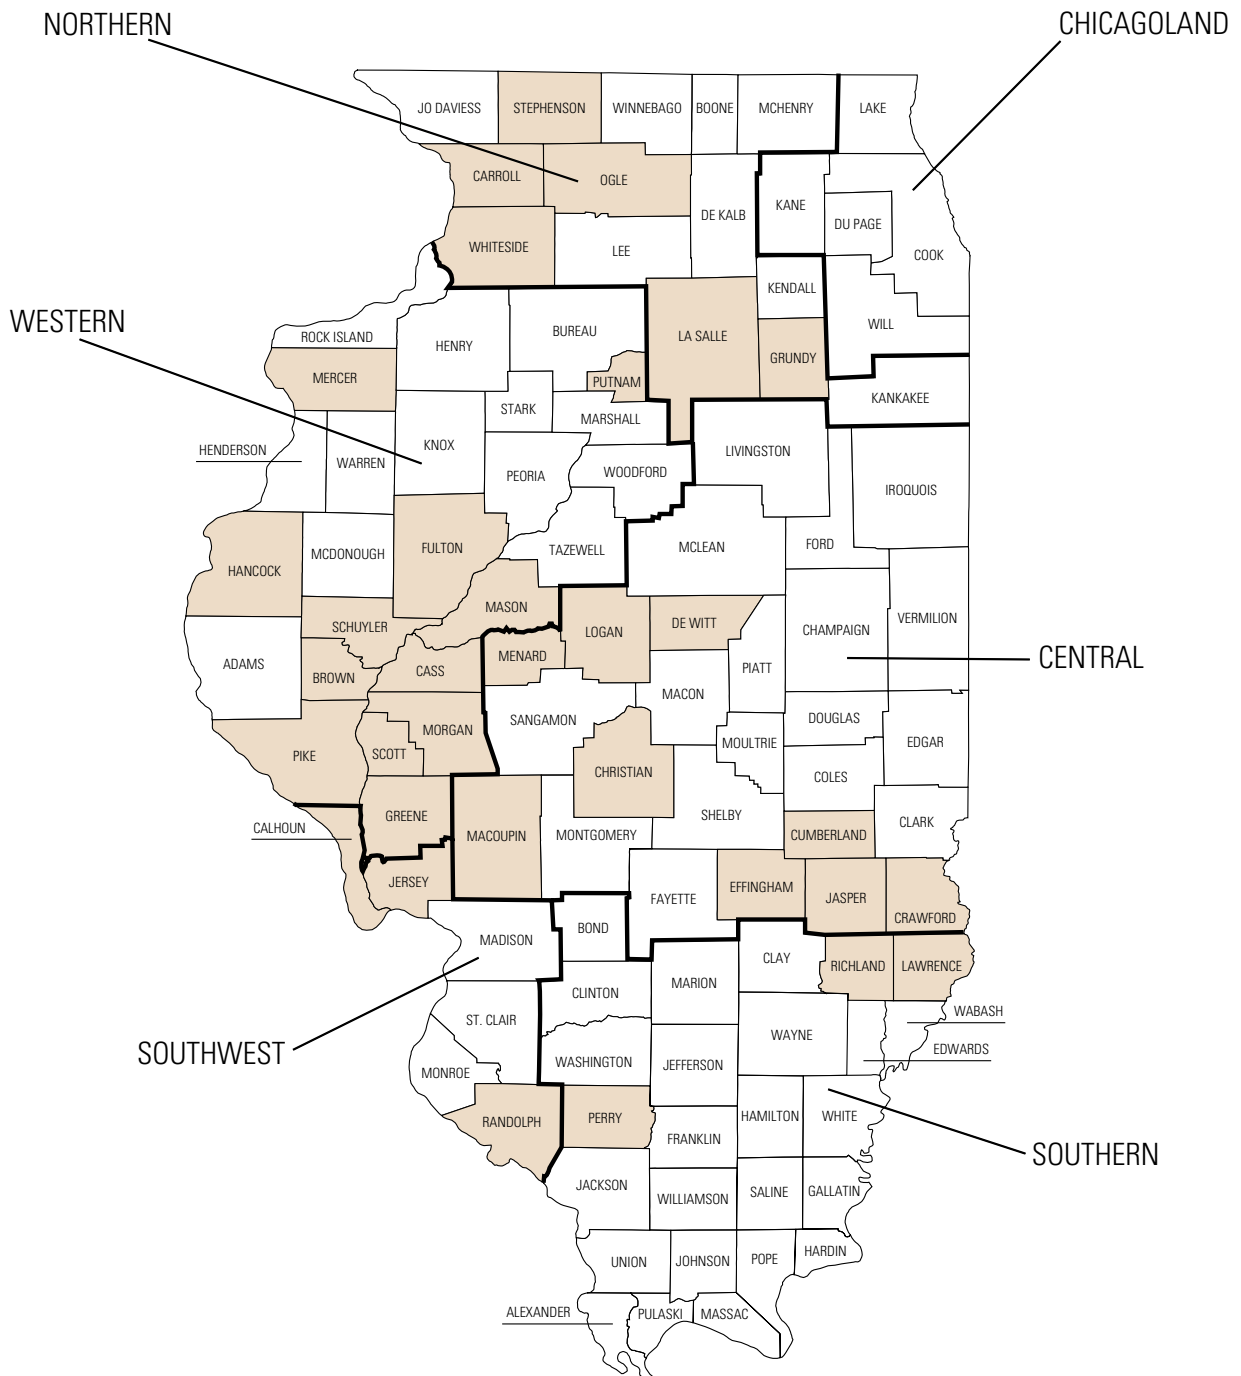 NORTHERN
CHICAGOLAND
JO DAVIESS
STEPHENSON
WINNEBAGO
BOONE
MCHENRY
LAKE
CARROLL
OGLE
DE KALB
KANE
DU PAGE
COOK
WHITESIDE
LEE
KENDALL
WESTERN
ROCK ISLAND
HENRY
BUREAU
LA SALLE
GRUNDY
WILL
MERCER
PUTNAM
KANKAKEE
STARK
MARSHALL
HENDERSON
WARREN
KNOX
PEORIA
WOODFORD
LIVINGSTON
IROQUOIS
HANCOCK
MCDONOUGH
FULTON
TAZEWELL
MCLEAN
FORD
MASON
SCHUYLER
LOGAN
DE WITT
CHAMPAIGN
VERMILION
ADAMS
BROWN
CASS
MENARD
PIATT
CENTRAL
MACON
SANGAMON
DOUGLAS
PIKE
SCOTT
MORGAN
MOULTRIE
EDGAR
CHRISTIAN
COLES
CALHOUN
GREENE
MACOUPIN
MONTGOMERY
SHELBY
CUMBERLAND
CLARK
JERSEY
FAYETTE
EFFINGHAM
JASPER
CRAWFORD
MADISON
BOND
CLAY
RICHLAND
LAWRENCE
CLINTON
MARION
WABASH
ST. CLAIR
WAYNE
EDWARDS
SOUTHWEST
MONROE
WASHINGTON
JEFFERSON
RANDOLPH
PERRY
HAMILTON
WHITE
FRANKLIN
SOUTHERN
JACKSON
WILLIAMSON
SALINE
GALLATIN
UNION
JOHNSON
POPE
HARDIN
ALEXANDER
PULASKI
MASSAC